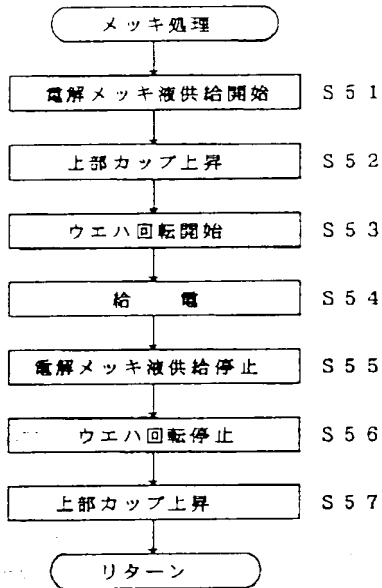 メッキ処理
電解メッキ液供給開始 S51
上部カップ上昇 S52
ウエハ回転開始 S53
給電 S54
電解メッキ液供給停止 S55
ウエハ回転停止 S56
上部カップ上昇 S57
リターン